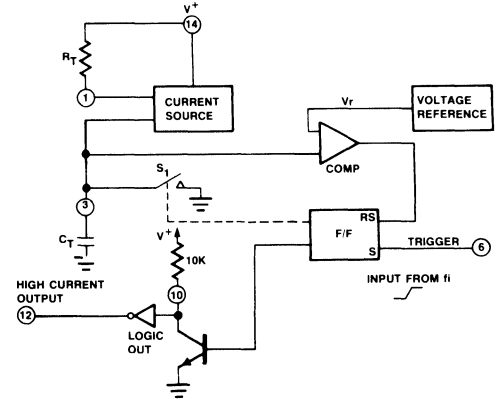 V+
14
RT
1
CURRENT
SOURCE
Vr
VOLTAGE
REFERENCE
COMP
S1
3
CT
V+
10K
RS
F/F
S
TRIGGER
6
INPUT FROM fi
HIGH CURRENT
OUTPUT
10
12
LOGIC
OUT